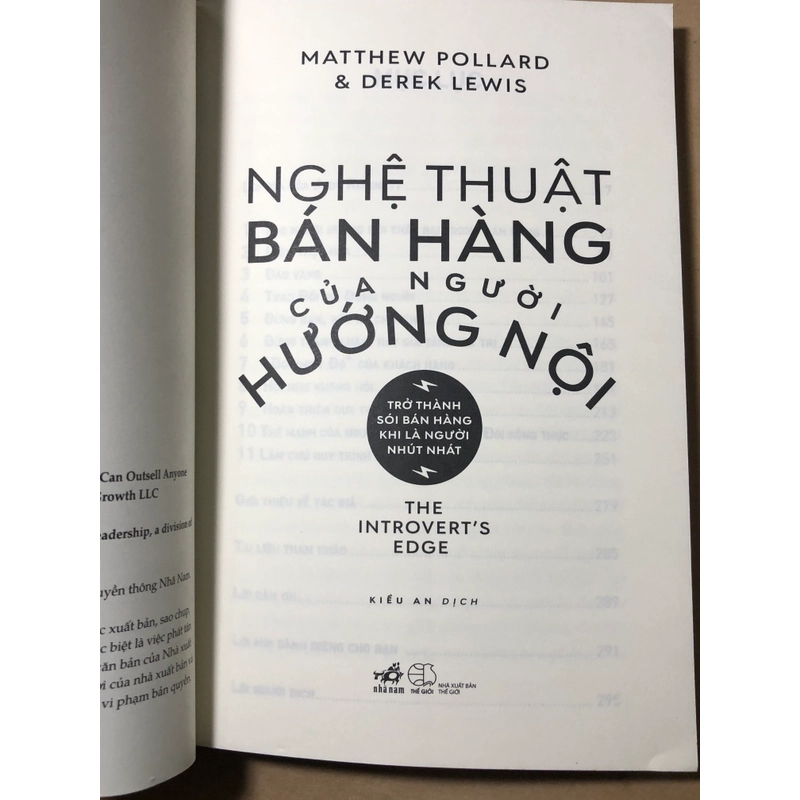 Can Outsell Anyone
Growth LLC
eadership, a division of
uyền thông Nhã Nam
c xuất bản, sao chụp,
c biệt là việc phát tán
văn bản của Nhà xuất
ơi của nhà xuất bản và
vi phạm bản quyền.
MATTHEW POLLARD
& DEREK LEWIS
NGHỆ THUẬT
BÁN HÀNG
CỦA NGƯỜI
HƯỚNG NỘI
TRỞ THÀNH
SÓI BÁN HÀNG
KHI LÀ NGƯỜI
NHÚT NHÁT
THE
INTROVERT'S
EDGE
KIỀU AN DỊCH
nhã nam
THẾ GIỚI
NHÀ XUẤT BẢN
THẾ GIỚI